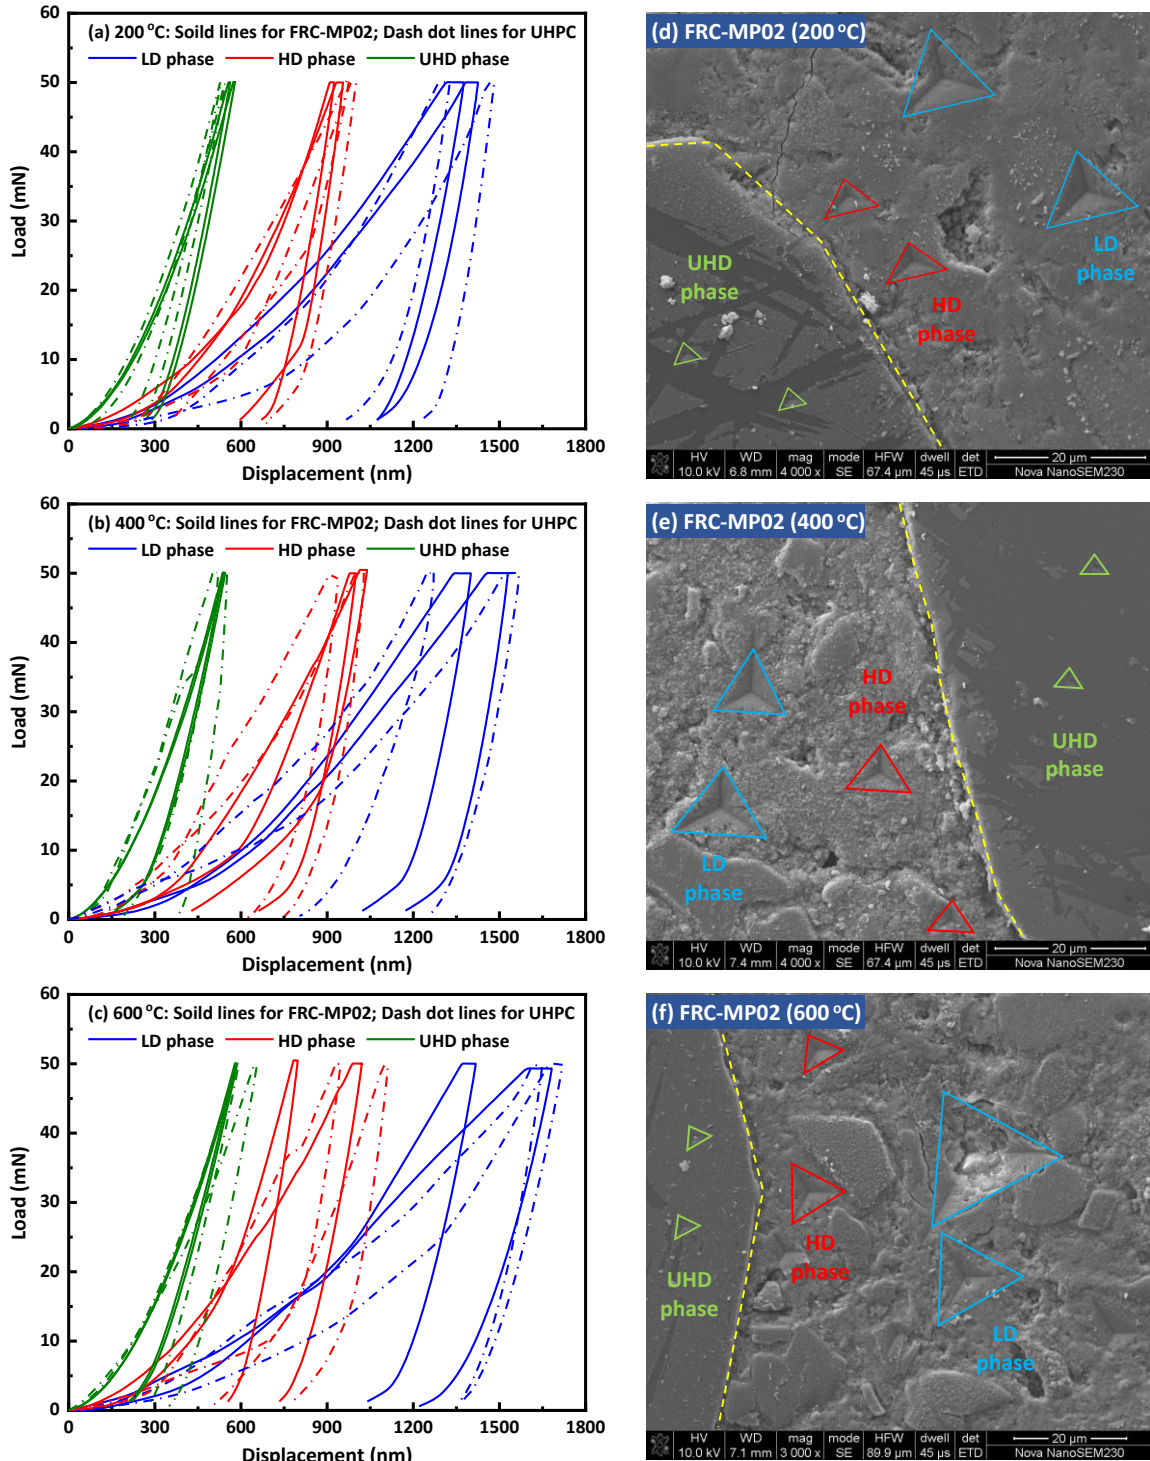 (a) 200 °C: Soild lines for FRC-MP02; Dash dot lines for UHPC
LD phase HD phase UHD phase
60
50
40
30
20
10
0
Load (mN)
0 300 600 900 1200 1500 1800
Displacement (nm)
(d) FRC-MP02 (200 °C)
LD
phase
UHD
phase
HD
phase
HV WD mag mode HFW dwell det 20 µm
10.0 kV 6.8 mm 4 000 x SE 67.4 µm 45 µs ETD Nova NanoSEM230
(b) 400 °C: Soild lines for FRC-MP02; Dash dot lines for UHPC
LD phase HD phase UHD phase
60
50
40
30
20
10
0
Load (mN)
0 300 600 900 1200 1500 1800
Displacement (nm)
(e) FRC-MP02 (400 °C)
HD
phase
UHD
phase
LD
phase
HV WD mag mode HFW dwell det 20 µm
10.0 kV 7.4 mm 4 000 x SE 67.4 µm 45 µs ETD Nova NanoSEM230
(c) 600 °C: Soild lines for FRC-MP02; Dash dot lines for UHPC
LD phase HD phase UHD phase
60
50
40
30
20
10
0
Load (mN)
0 300 600 900 1200 1500 1800
Displacement (nm)
(f) FRC-MP02 (600 °C)
HD
phase
UHD
phase
LD
phase
HV WD mag mode HFW dwell det 20 µm
10.0 kV 7.1 mm 3 000 x SE 89.9 µm 45 µs ETD Nova NanoSEM230